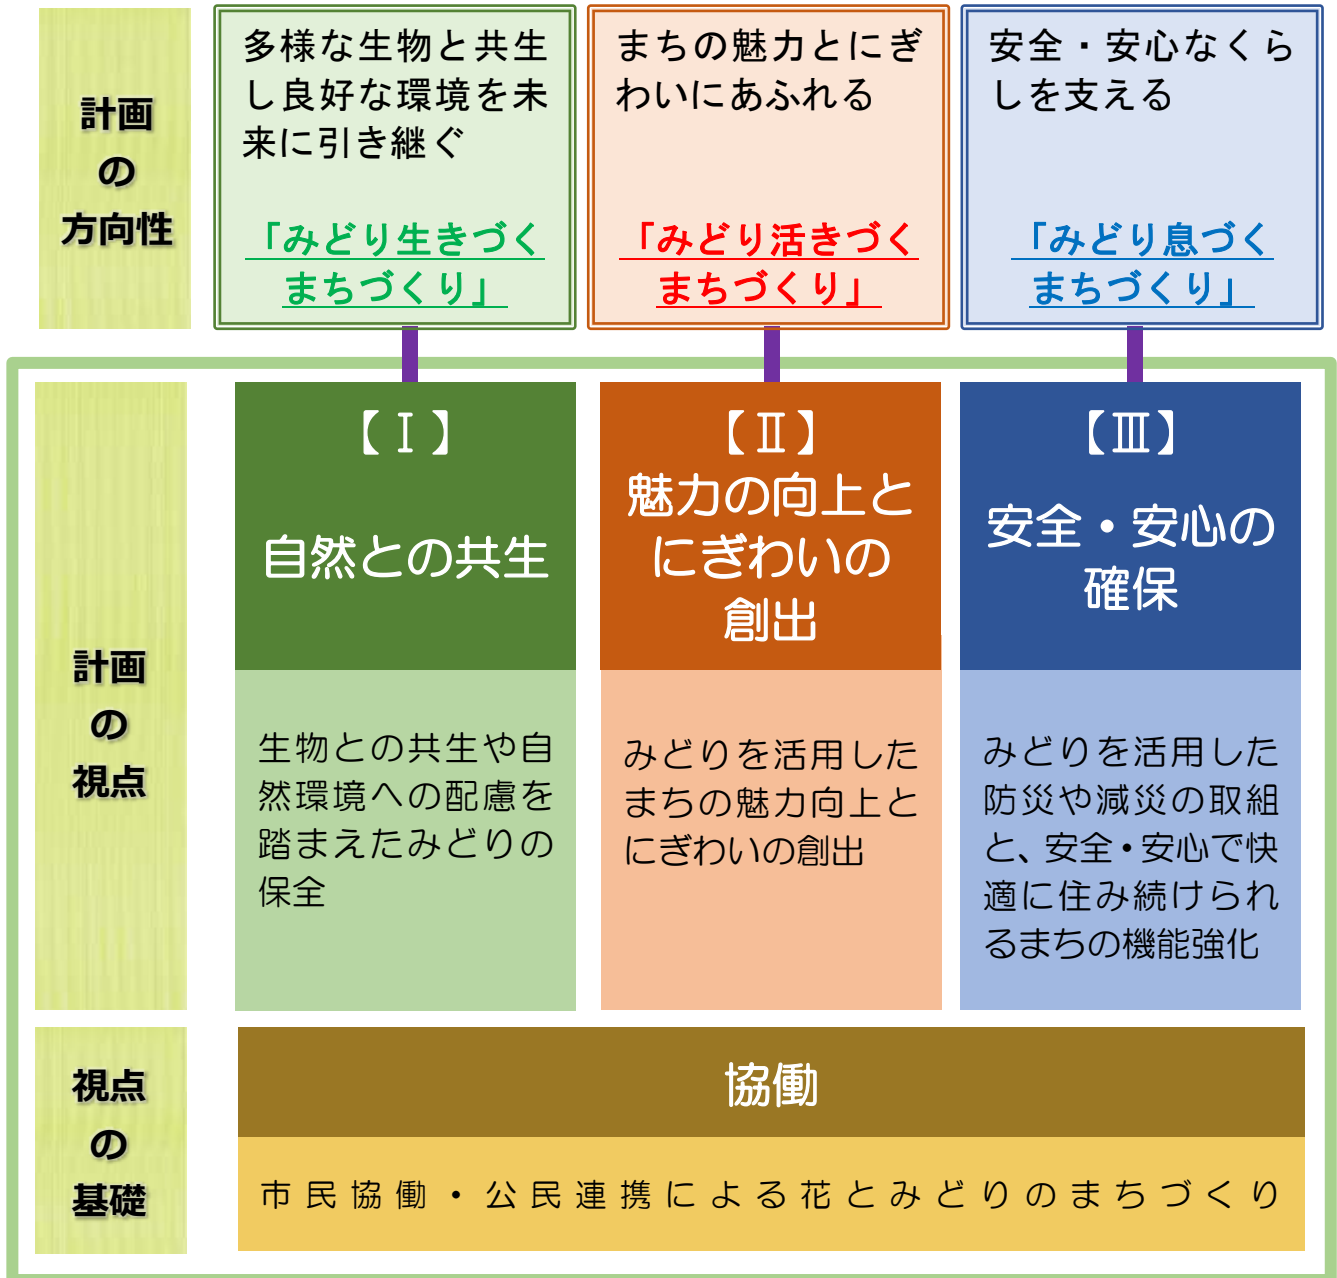 計画
の
方向性
多様な生物と共生
し良好な環境を未
来に引き継ぐ
「みどり生きづく
まちづくり」
まちの魅力とにぎ
わいにあふれる
「みどり活きづく
まちづくり」
安全・安心なくら
しを支える
「みどり息づく
まちづくり」
計画
の
視点
【Ⅰ】
自然との共生
生物との共生や自
然環境への配慮を
踏まえたみどりの
保全
【Ⅱ】
魅力の向上と
にぎわいの
創出
みどりを活用した
まちの魅力向上と
にぎわいの創出
【Ⅲ】
安全・安心の
確保
みどりを活用した
防災や減災の取組
と、安全・安心で快
適に住み続けられ
るまちの機能強化
視点
の
基礎
協働
市民協働・公民連携による花とみどりのまちづくり